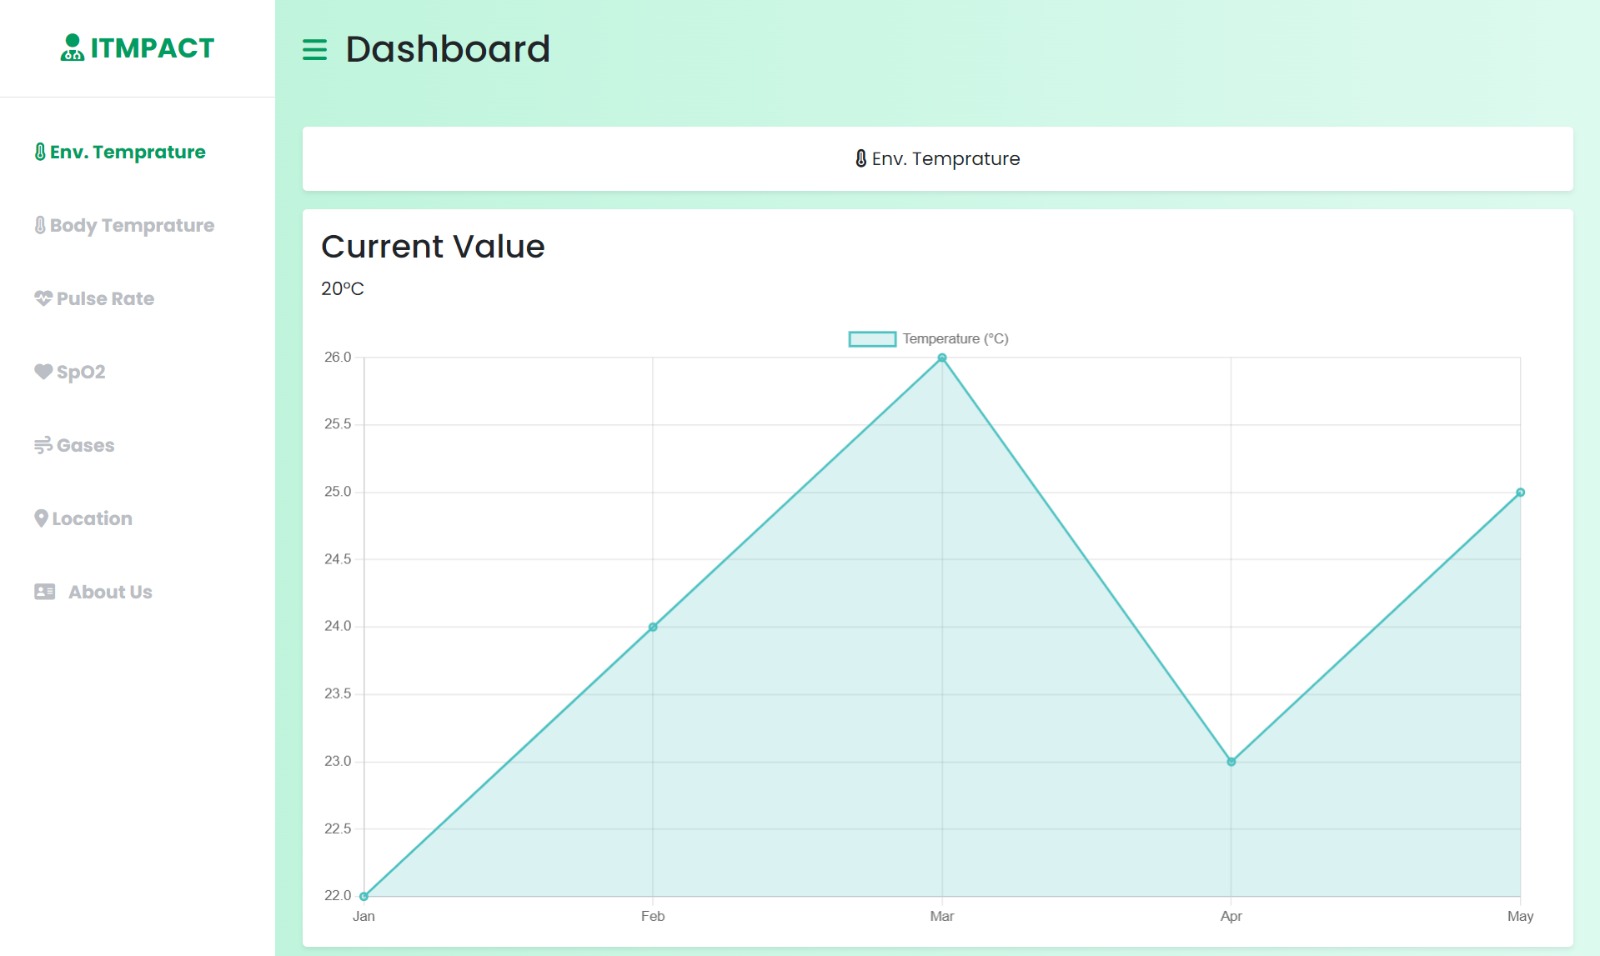 ITMPACT
Dashboard
Env. Temprature
Body Temprature
Pulse Rate
SpO2
Gases
Location
About Us
Env. Temprature
Current Value
20°C
Temperature (°C)
26.0
25.5
25.0
24.5
24.0
23.5
23.0
22.5
22.0
Jan Feb Mar Apr May